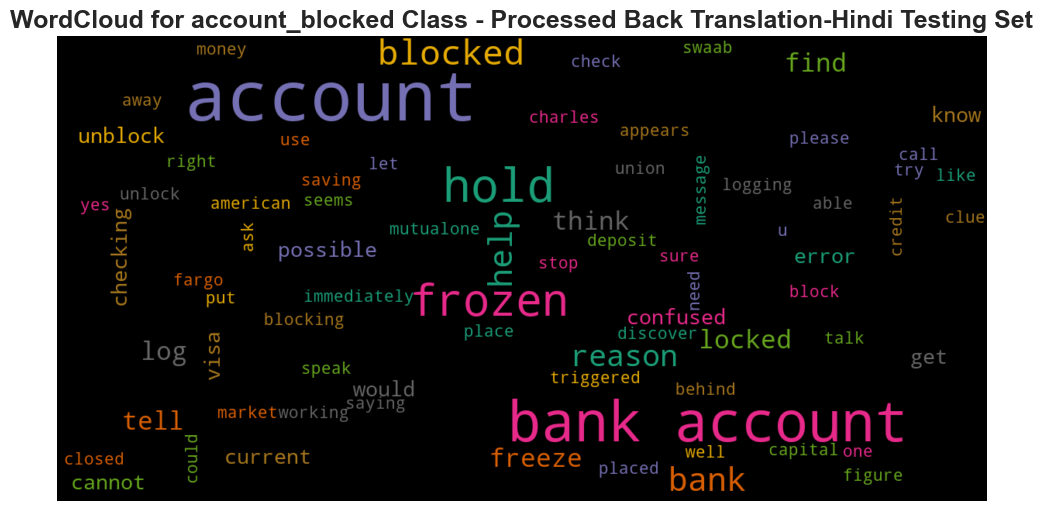 WordCloud for account_blocked Class - Processed Back Translation-Hindi Testing Set
money
blocked
swaab
check
find
account
away
charles
know
unblock
use
appears
please
right
let
union
call
try
like
saving
message
logging
unlock
american
seems
able
yes
checking
ask
mutualone
help
hold
think
deposit
u
credit
clue
possible
stop
sure
error
fargo
put
immediately
frozen
need
block
blocking
place
confused
discover
locked
talk
log
visa
reason
get
speak
triggered
would
behind
saying
tell
market
working
bank account
closed
could
current
freeze
placed
well
capital
one
cannot
bank
figure